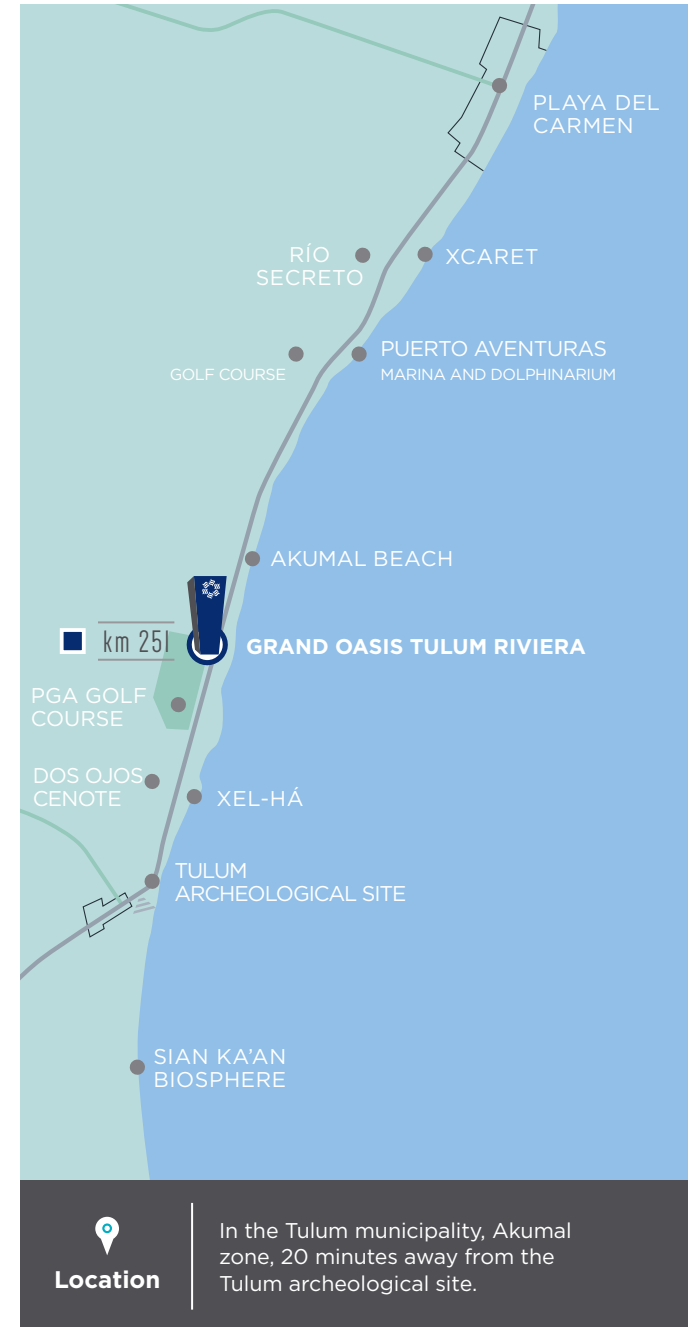 PLAYA DEL
CARMEN
RÍO
SECRETO
XCARET
PUERTO AVENTURAS
MARINA AND DOLPHINARIUM
GOLF COURSE
AKUMAL BEACH
km 251
GRAND OASIS TULUM RIVIERA
PGA GOLF
COURSE
DOS OJOS
CENOTE
XEL-HÁ
TULUM
ARCHEOLOGICAL SITE
SIAN KA’AN
BIOSPHERE
Location
In the Tulum municipality, Akumal
zone, 20 minutes away from the
Tulum archeological site.